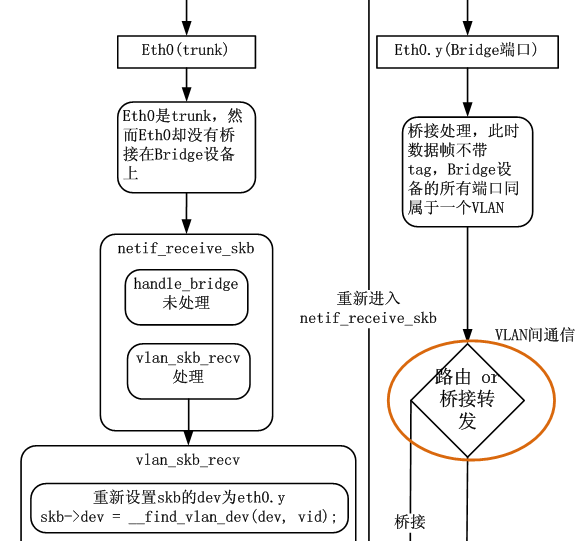 Eth0(trunk)
Eth0是trunk，然
而Eth0却没有桥
接在Bridge设备
上
netif_receive_skb
handle_bridge
未处理
vlan_skb_recv
处理
vlan_skb_recv
重新设置skb的dev为eth0.y
skb->dev = __find_vlan_dev(dev, vid);
重新进入
netif_receive_skb
Eth0.y(Bridge端口)
桥接处理，此时
数据帧不带
tag，Bridge设
备的所有端口同
属于一个VLAN
VLAN间通信
路由 or
桥接转
发
桥接